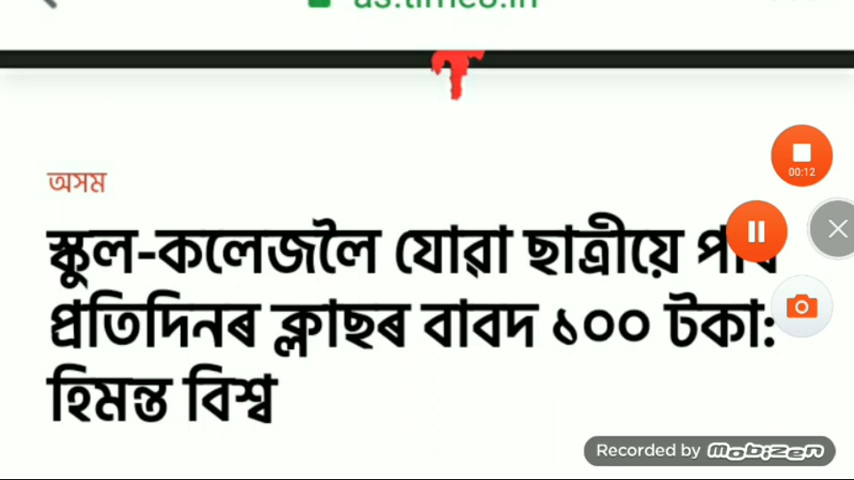 অসম
00:12
স্কুল-কলেজলৈ যোৱা ছাত্ৰীয়ে
প্ৰতিদিনৰ ক্লাছৰ বাবদ ১০০ টকা:
হিমন্ত বিশ্ব
Recorded by Mobizen